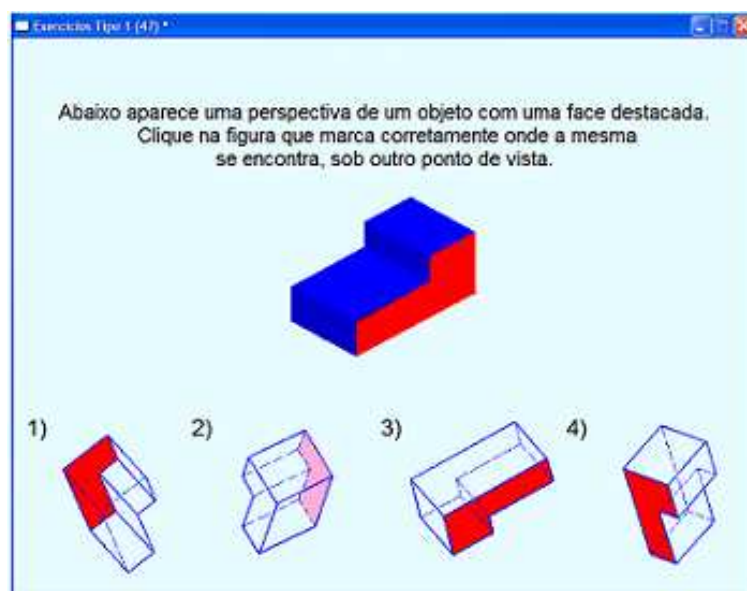 Exercícios Tipo 1 (47) *
Abaixo aparece uma perspectiva de um objeto com uma face destacada.
Clique na figura que marca corretamente onde a mesma
se encontra, sob outro ponto de vista.
1)
2)
3)
4)